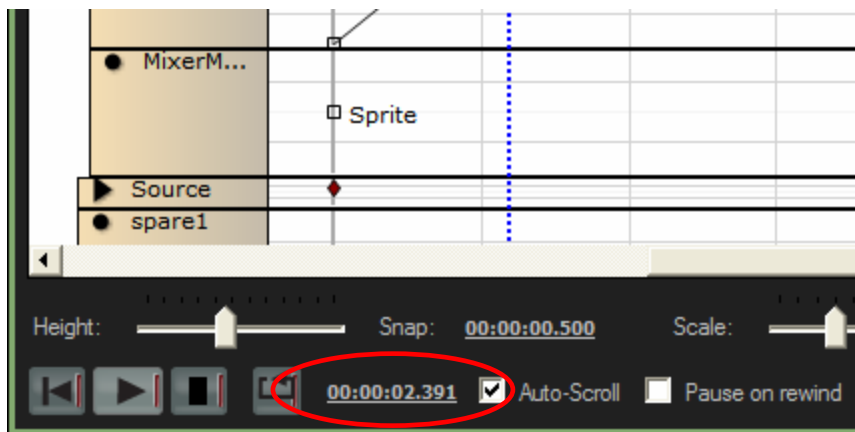 MixerM...
Sprite
Source
spare1
Height: Snap: 00:00:00.500 Scale:
00:00:02.391 Auto-Scroll Pause on rewind